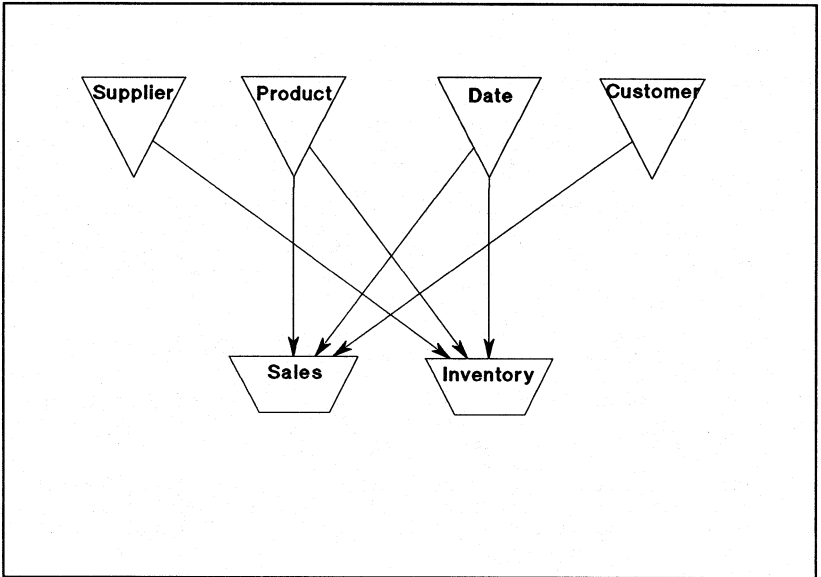 Supplier
Product
Date
Customer
Sales
Inventory